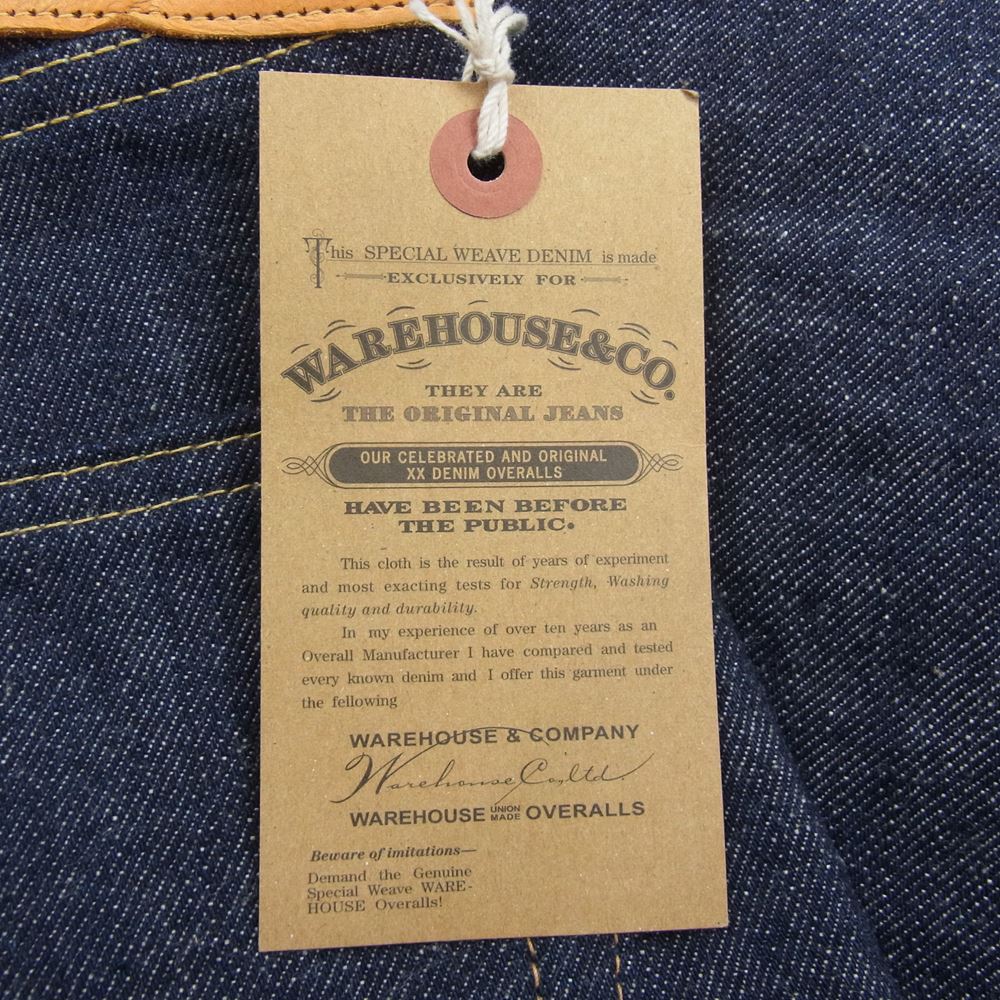 This SPECIAL WEAVE DENIM is made
EXCLUSIVELY FOR
WAREHOUSE&CO.
THEY ARE
THE ORIGINAL JEANS
OUR CELEBRATED AND ORIGINAL
XX DENIM OVERALLS
HAVE BEEN BEFORE
THE PUBLIC.
This cloth is the result of years of experiment
and most exacting tests for Strength, Washing
quality and durability.
In my experience of over ten years as an
Overall Manufacturer I have compared and tested
every known denim and I offer this garment under
the fellowing
WAREHOUSE & COMPANY
Warehouse Co,ltd.
WAREHOUSE UNION MADE OVERALLS
Beware of imitations—
Demand the Genuine
Special Weave WARE-
HOUSE Overalls!